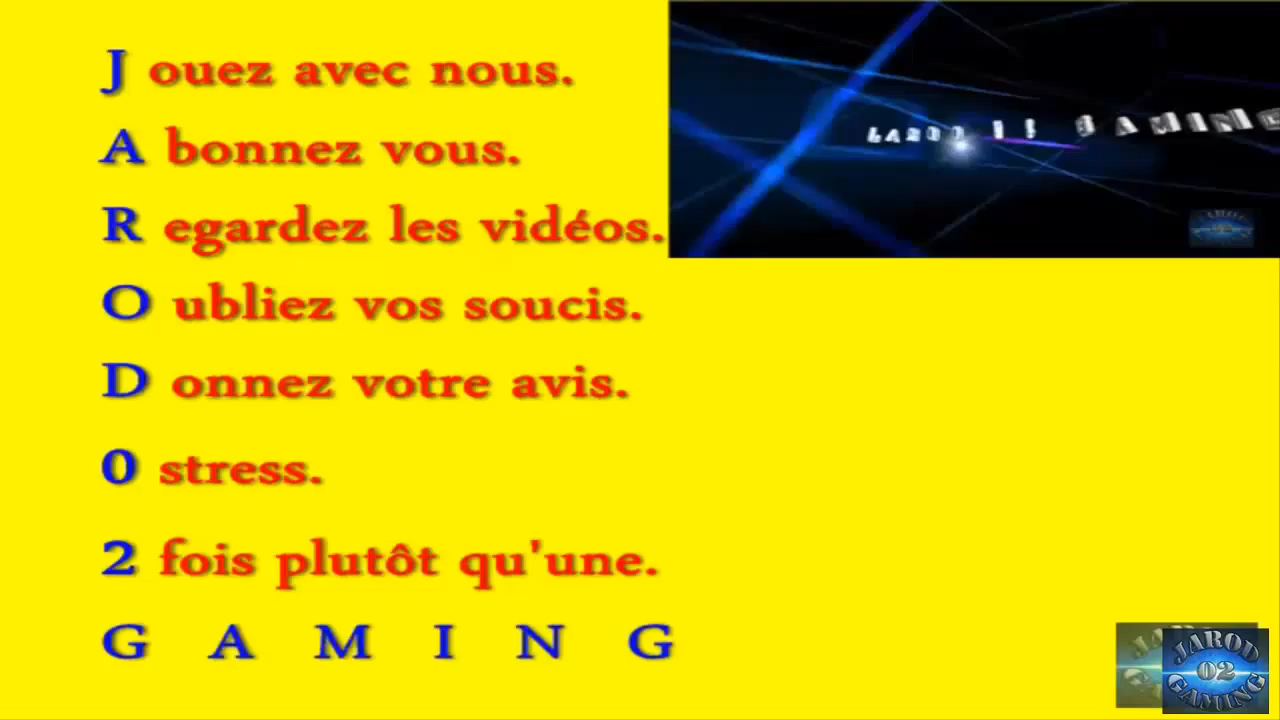 J ouez avec nous.
A bonnez vous.
R egardez les vidéos.
O ubliez vos soucis.
D onnez votre avis.
0 stress.
2 fois plutôt qu'une.
G A M I N G
JAROD
02
GAMING